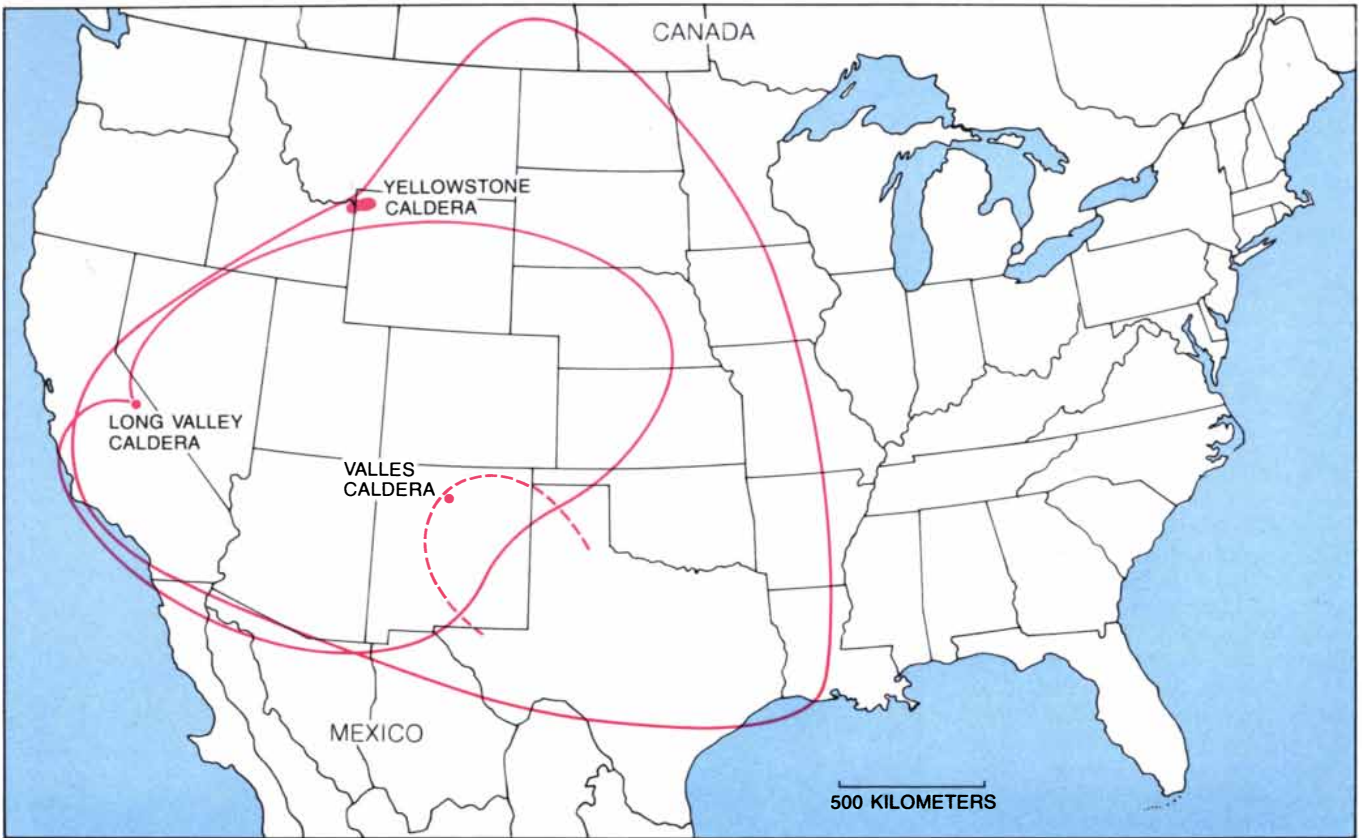 CANADA
YELLOWSTONE
CALDERA
LONG VALLEY
CALDERA
VALLES
CALDERA
MEXICO
500 KILOMETERS